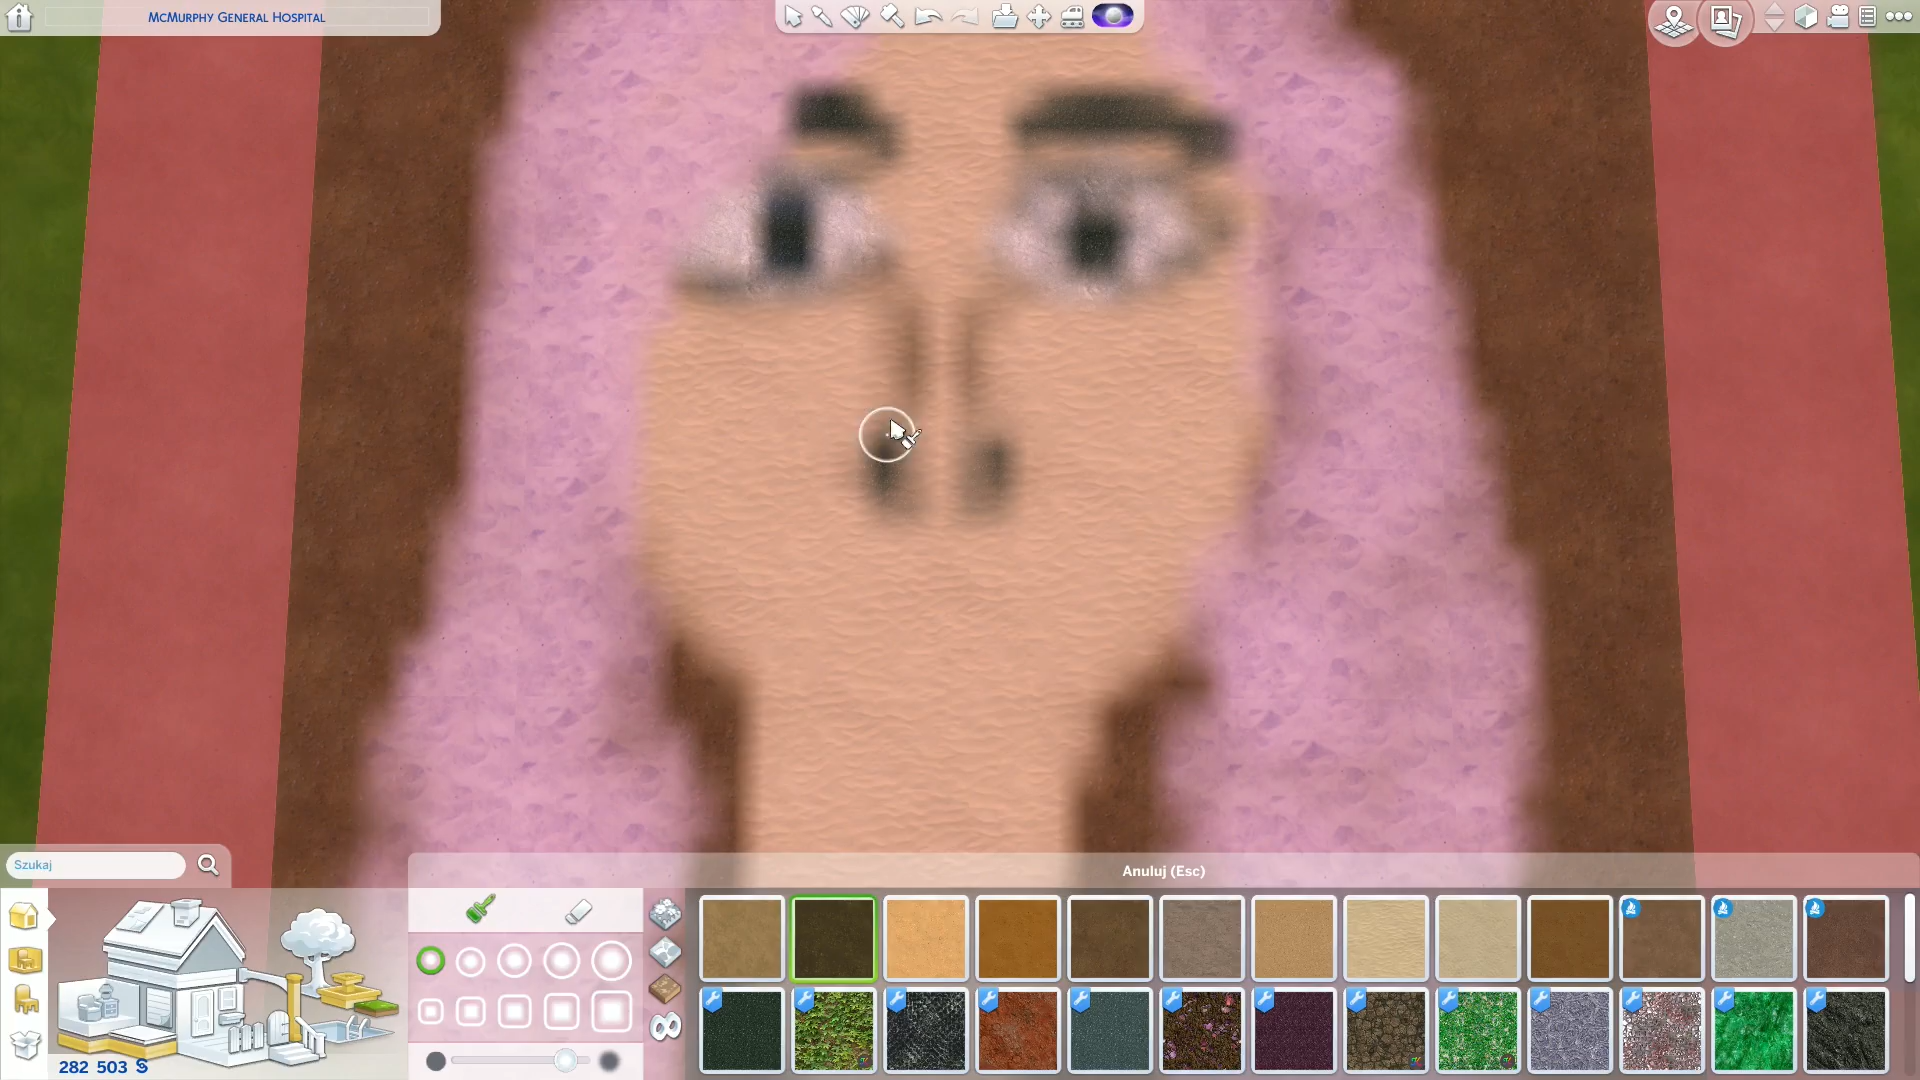 McMurphy General Hospital
Szukaj
Anuluj (Esc)
282 503 §